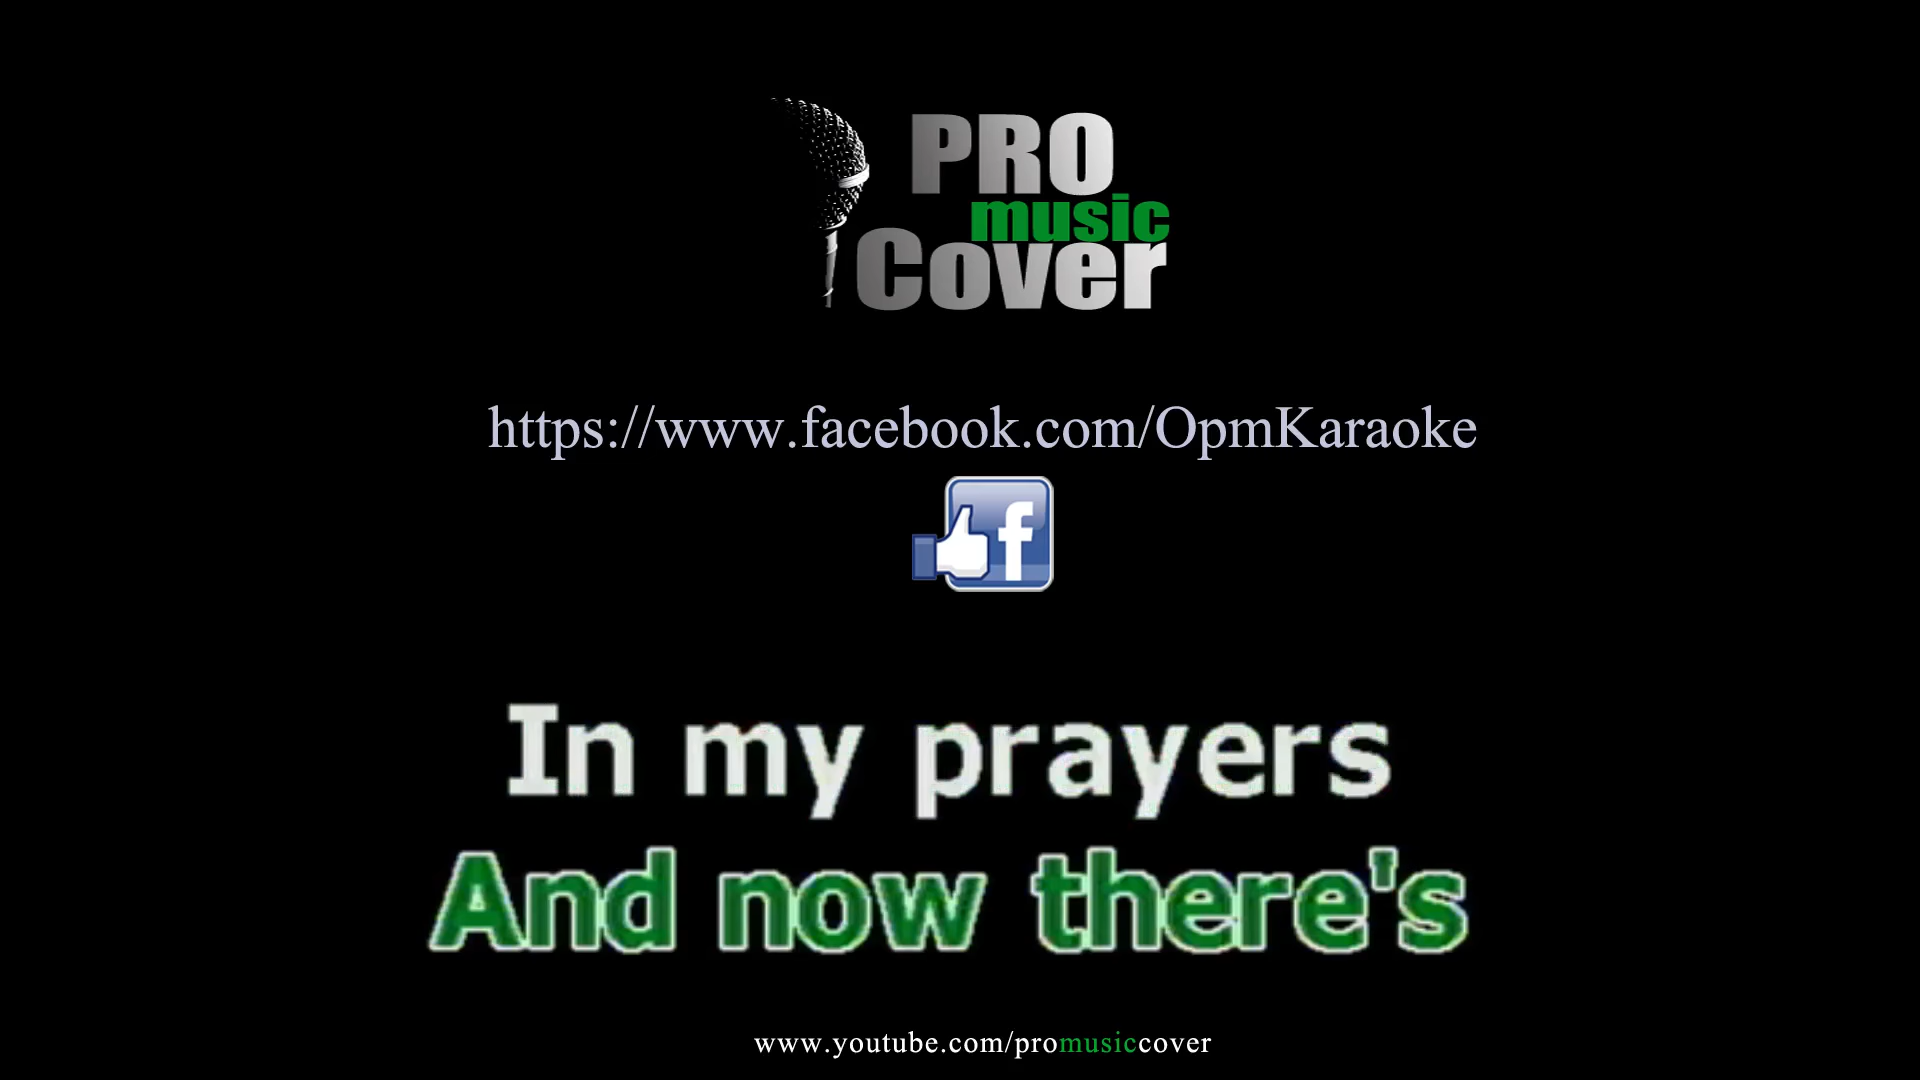 PRO
music
Cover
https://www.facebook.com/OpmKaraoke
f
In my prayers
And now there's
www.youtube.com/promusiccover